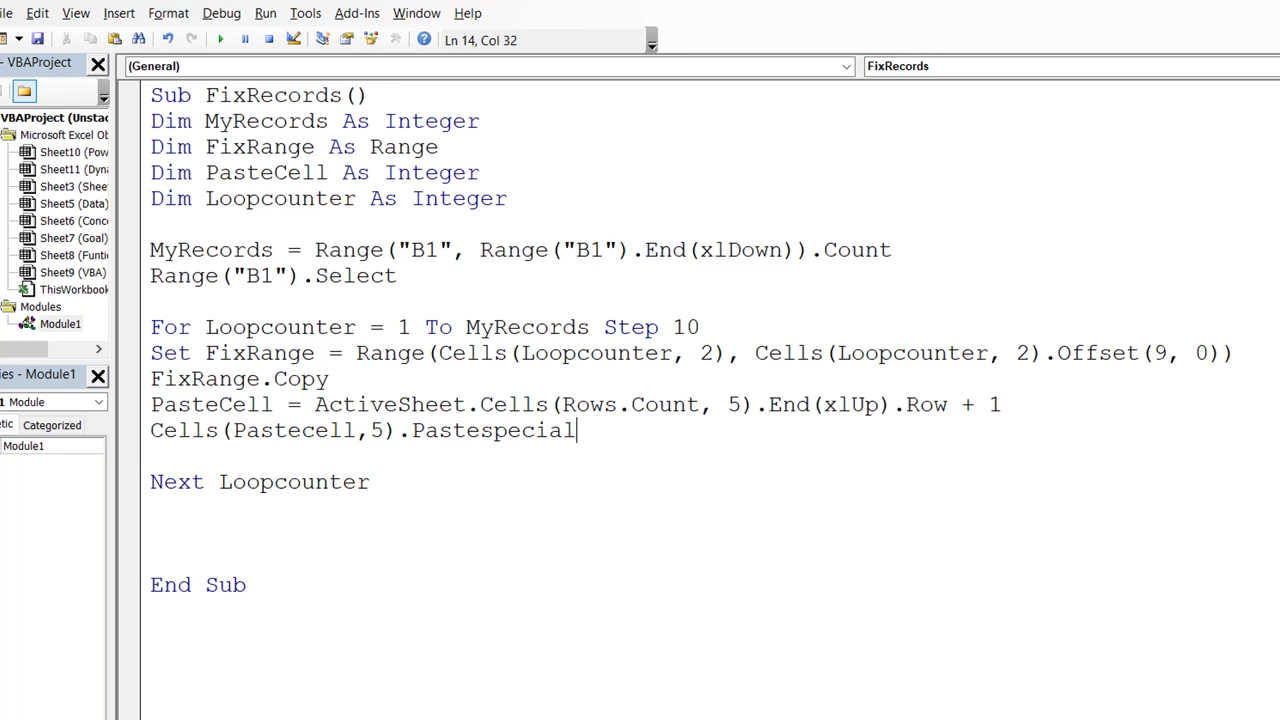 ile Edit View Insert Format Debug Run Tools Add-Ins Window Help
Ln 14, Col 32
- VBAProject
(General) FixRecords
VBAProject (Unstac
Microsoft Excel Ob
Sheet10 (Pow
Sheet11 (Dyna
Sheet3 (Shee
Sheet5 (Data)
Sheet6 (Conc
Sheet7 (Goal)
Sheet8 (Funti
Sheet9 (VBA)
ThisWorkbook
Modules
Module1
es - Module1
1 Module
etic Categorized
Module1
Sub FixRecords()
Dim MyRecords As Integer
Dim FixRange As Range
Dim PasteCell As Integer
Dim Loopcounter As Integer
MyRecords = Range("B1", Range("B1").End(xlDown)).Count
Range("B1").Select
For Loopcounter = 1 To MyRecords Step 10
Set FixRange = Range(Cells(Loopcounter, 2), Cells(Loopcounter, 2).Offset(9, 0))
FixRange.Copy
PasteCell = ActiveSheet.Cells(Rows.Count, 5).End(xlUp).Row + 1
Cells(Pastecell,5).Pastespecial
Next Loopcounter
End Sub